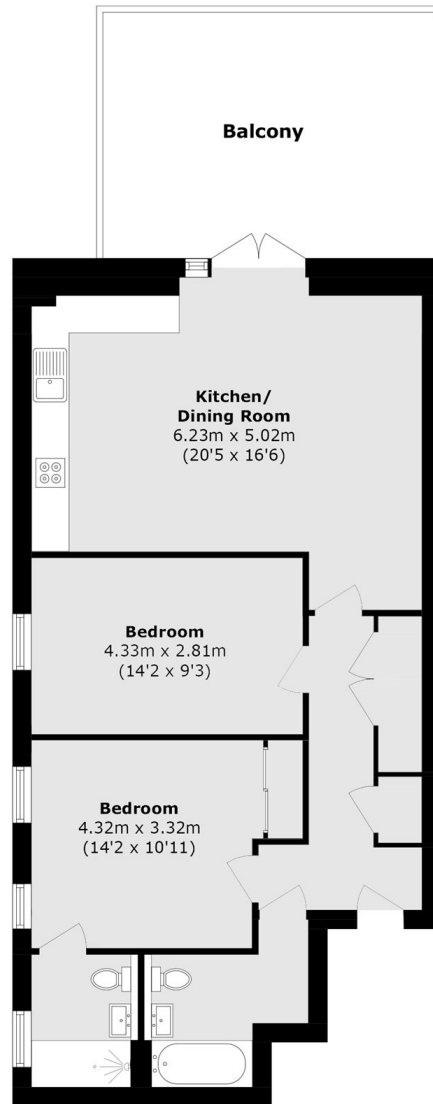 Balcony
Kitchen/
Dining Room
6.23m x 5.02m
(20'5 x 16'6)
Bedroom
4.33m x 2.81m
(14'2 x 9'3)
Bedroom
4.32m x 3.32m
(14'2 x 10'11)